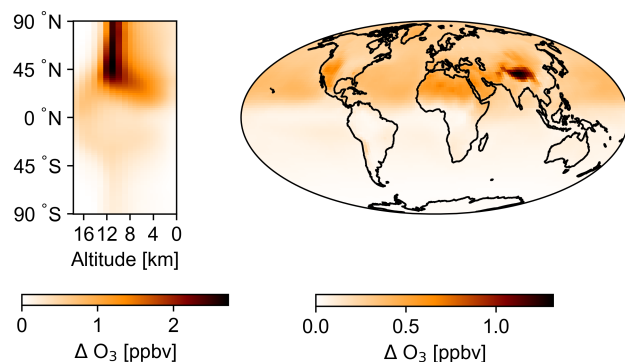 90 °N
45 °N
0 °N
45 °S
90 °S
16 12 8 4 0
Altitude [km]
0 1 2
Δ O₃ [ppbv]
0.0 0.5 1.0
Δ O₃ [ppbv]